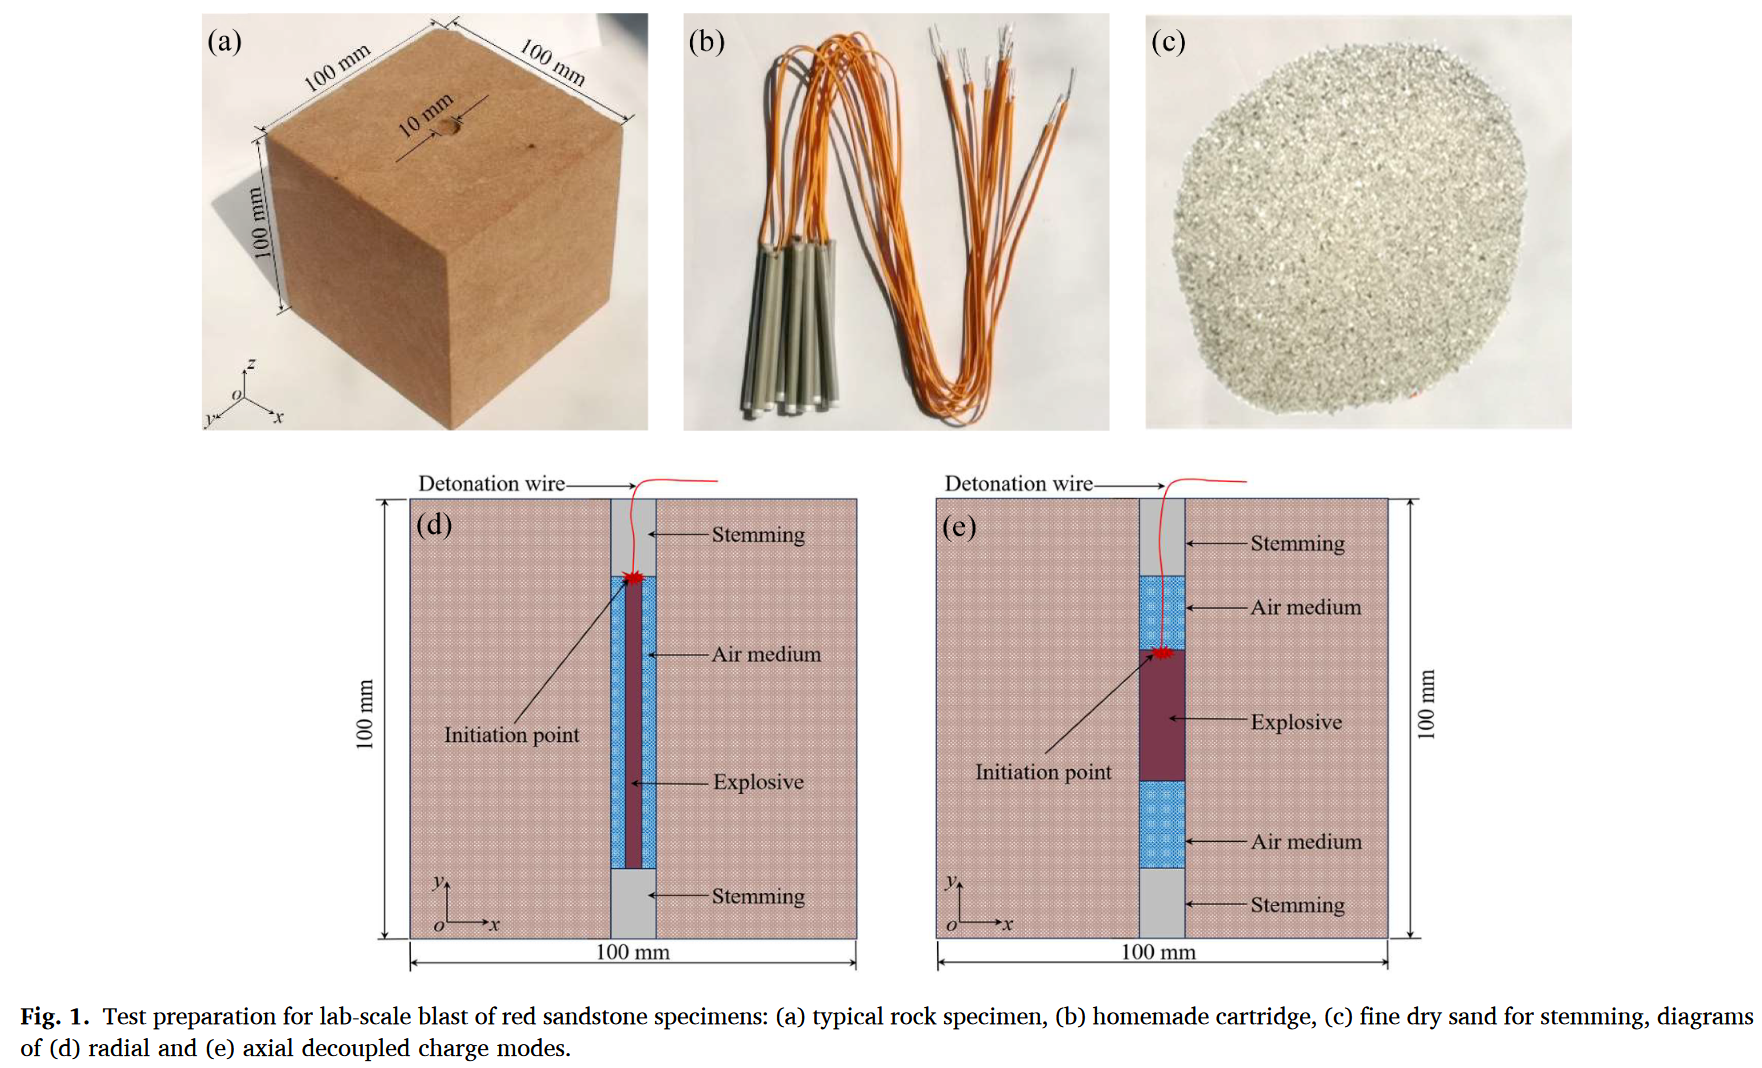 (a)
100 mm
100 mm
10 mm
100 mm
z
o
y
x
(b)
(c)
Detonation wire
(d)
Stemming
Air medium
Initiation point
Explosive
Stemming
100 mm
y
o
x
100 mm
Detonation wire
(e)
Stemming
Air medium
Explosive
Initiation point
Air medium
Stemming
100 mm
y
o
x
100 mm
Fig. 1. Test preparation for lab-scale blast of red sandstone specimens: (a) typical rock specimen, (b) homemade cartridge, (c) fine dry sand for stemming, diagrams
of (d) radial and (e) axial decoupled charge modes.